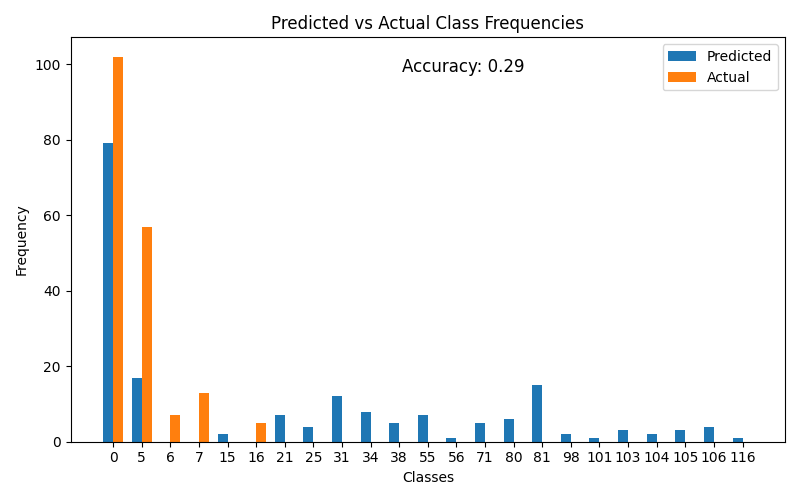 Predicted vs Actual Class Frequencies
Accuracy: 0.29
Predicted
Actual
Frequency
100
80
60
40
20
0
0 5 6 7 15 16 21 25 31 34 38 55 56 71 80 81 98 101 103 104 105 106 116
Classes